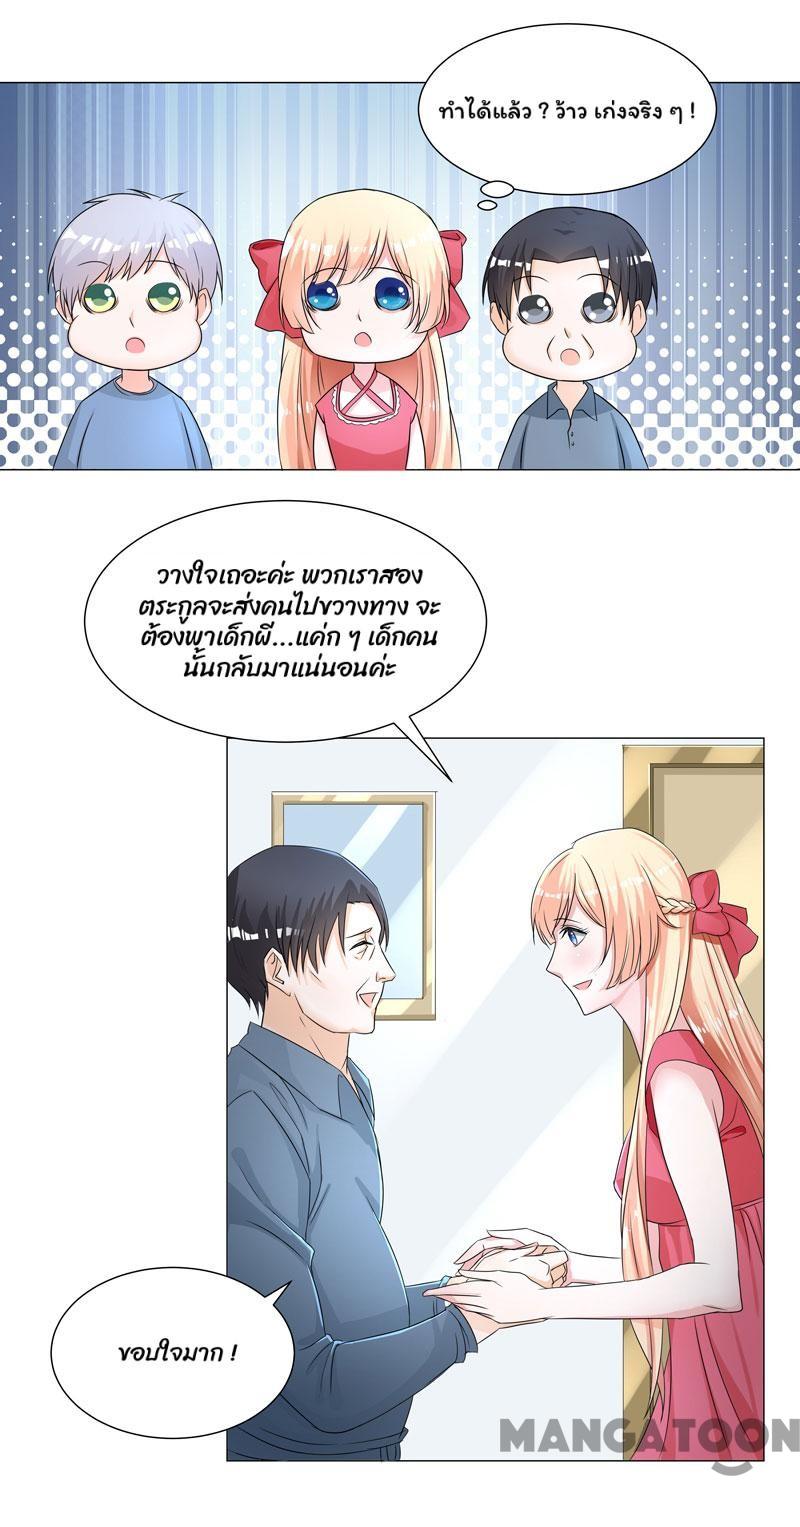 ทำได้แล้ว ? ว้าว เก่งจริง ๆ !
วางใจเถอะค่ะ พวกเราสอง
ตระกูลจะส่งคนไปขวางทาง จะ
ต้องพาเด็กผี...แค่ก ๆ เด็กคน
นั้นกลับมาแน่นอนค่ะ
ขอบใจมาก !
MANGATOON